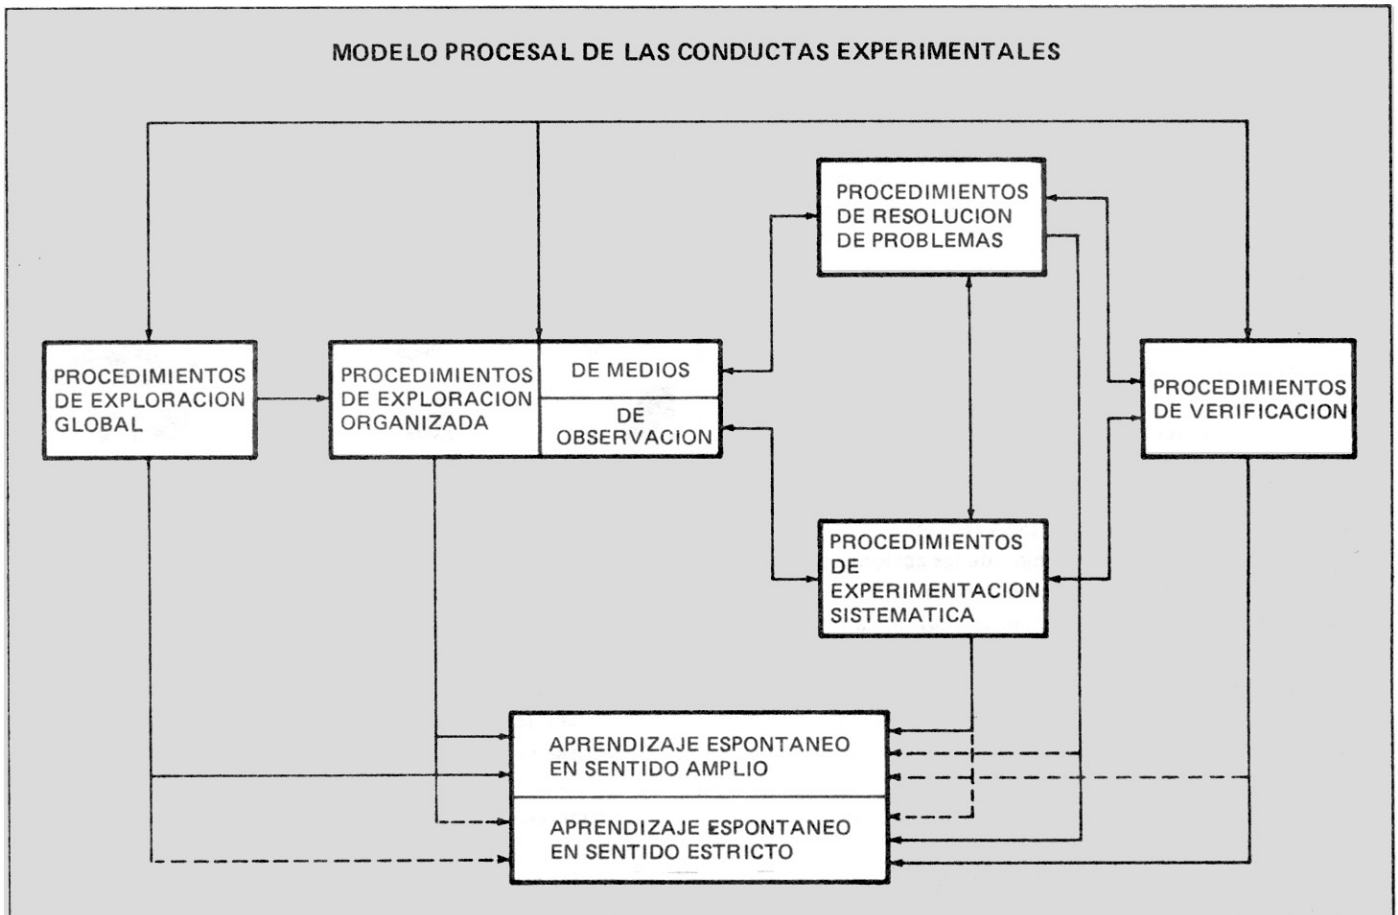 MODELO PROCESAL DE LAS CONDUCTAS EXPERIMENTALES
PROCEDIMIENTOS
DE RESOLUCION
DE PROBLEMAS
PROCEDIMIENTOS
DE EXPLORACION
GLOBAL
PROCEDIMIENTOS
DE EXPLORACION
ORGANIZADA
DE MEDIOS
DE
OBSERVACION
PROCEDIMIENTOS
DE VERIFICACION
PROCEDIMIENTOS
DE
EXPERIMENTACION
SISTEMATICA
APRENDIZAJE ESPONTANEO
EN SENTIDO AMPLIO
APRENDIZAJE ESPONTANEO
EN SENTIDO ESTRICTO